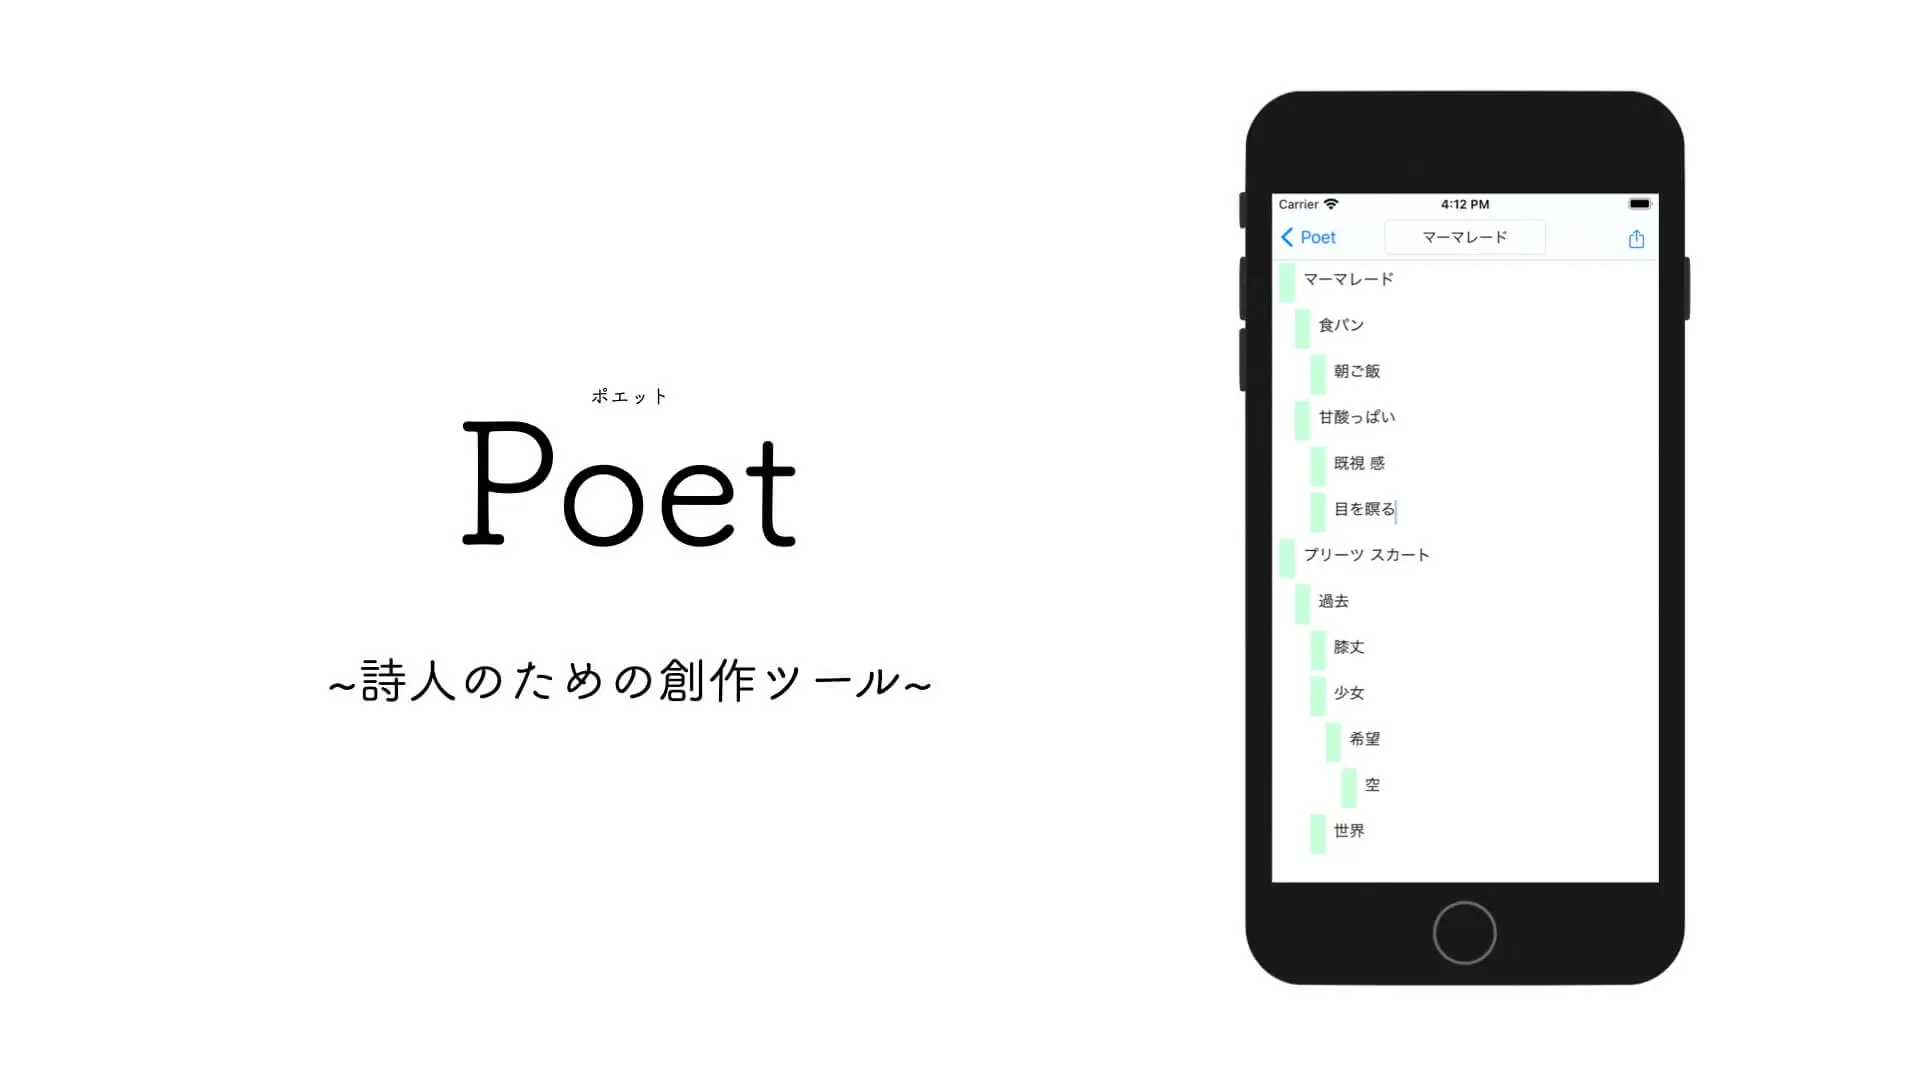 ポエット
Poet
~詩人のための創作ツール~
Carrier 4:12 PM
Poet マーマレード
マーマレード
食パン
朝ご飯
甘酸っぱい
既視 感
目を瞑る
プリーツ スカート
過去
膝丈
少女
希望
空
世界